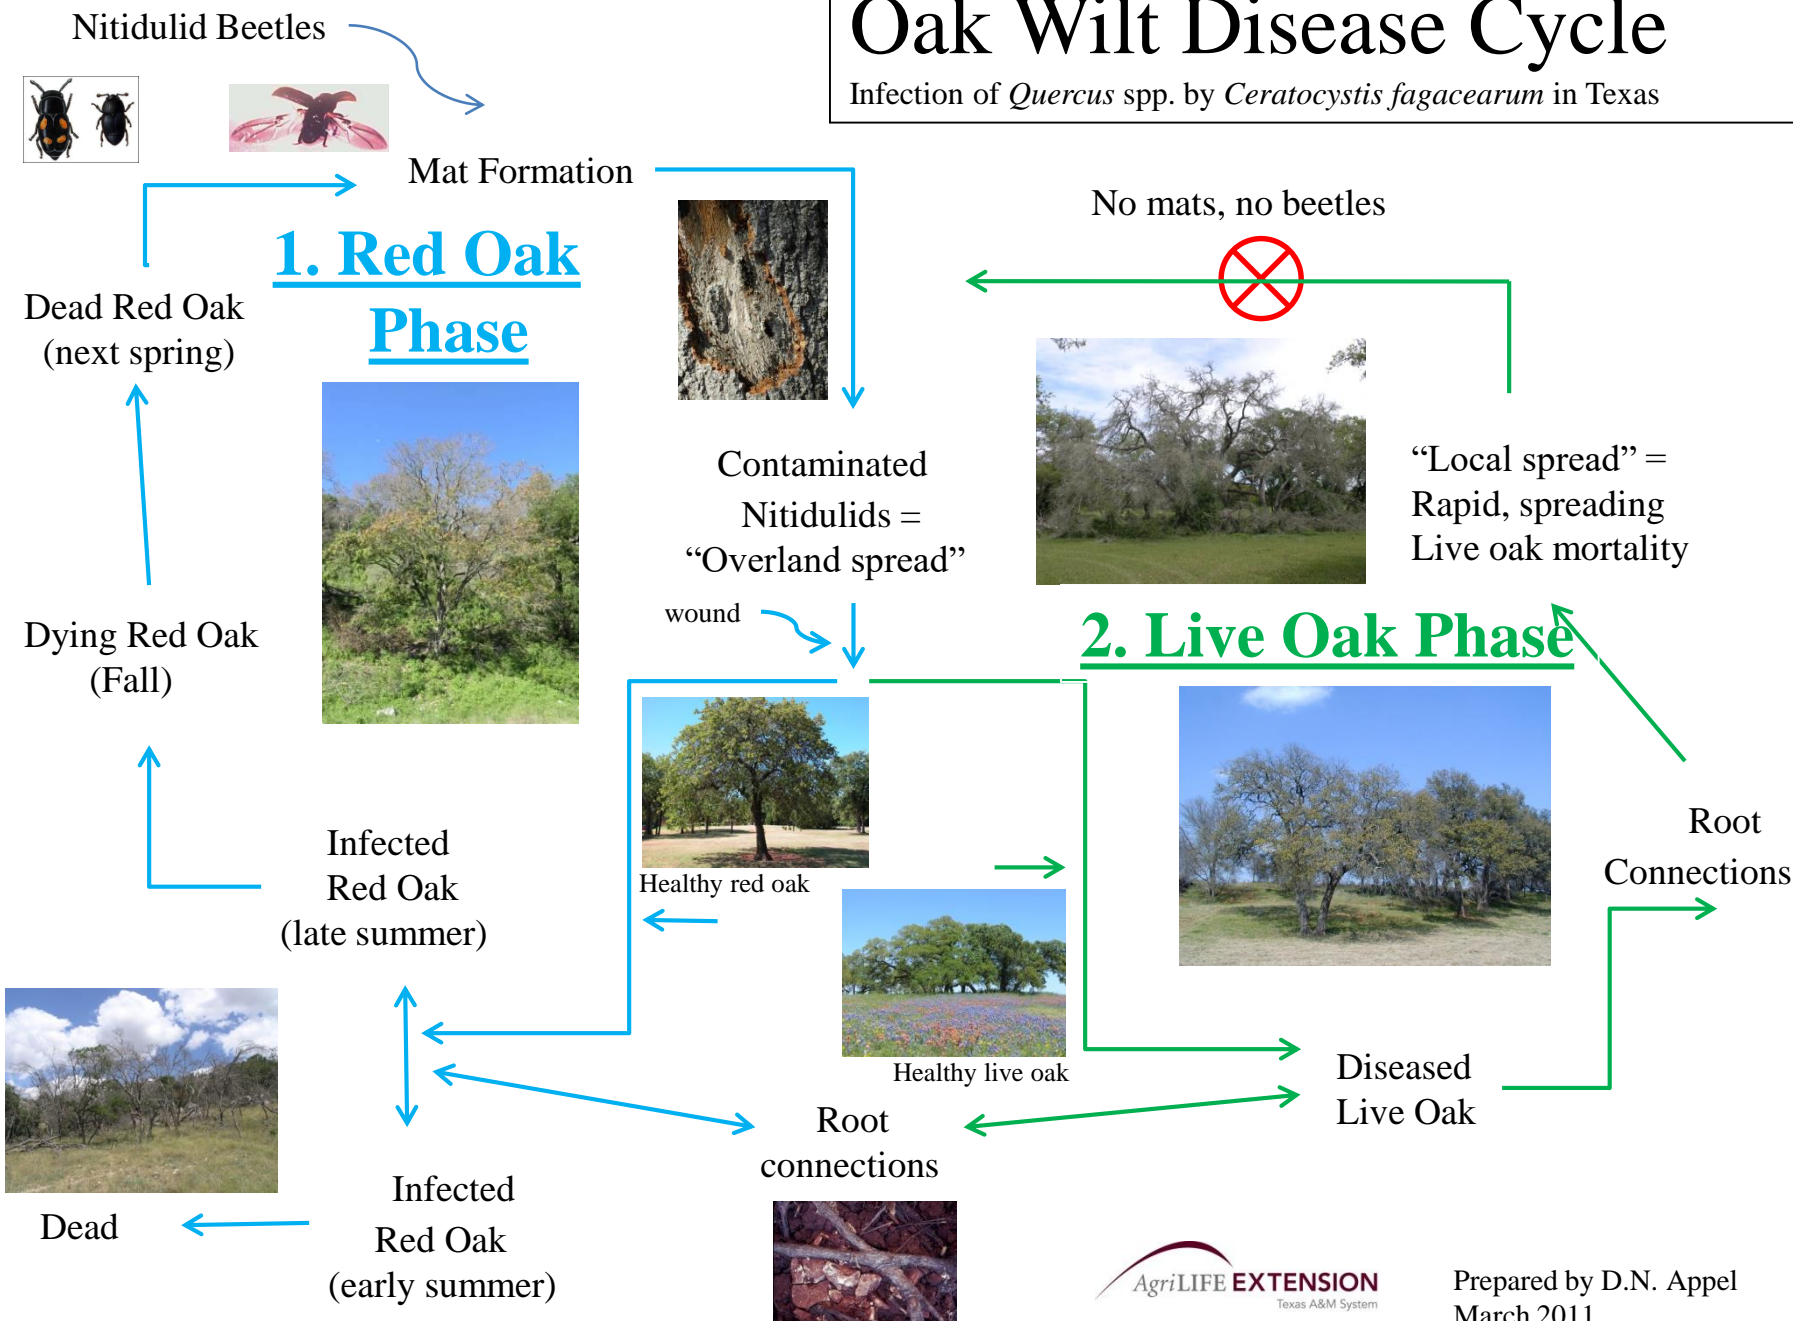 Nitidulid Beetles
Oak Wilt Disease Cycle
Infection of Quercus spp. by Ceratocystis fagacearum in Texas
Mat Formation
No mats, no beetles
1. Red Oak
Phase
Dead Red Oak
(next spring)
Contaminated
Nitidulids =
“Overland spread”
“Local spread” =
Rapid, spreading
Live oak mortality
wound
Dying Red Oak
(Fall)
2. Live Oak Phase
Infected
Red Oak
(late summer)
Healthy red oak
Root
Connections
Healthy live oak
Diseased
Live Oak
Root
connections
Dead
Infected
Red Oak
(early summer)
AgriLIFE EXTENSION
Texas A&M System
Prepared by D.N. Appel
March 2011